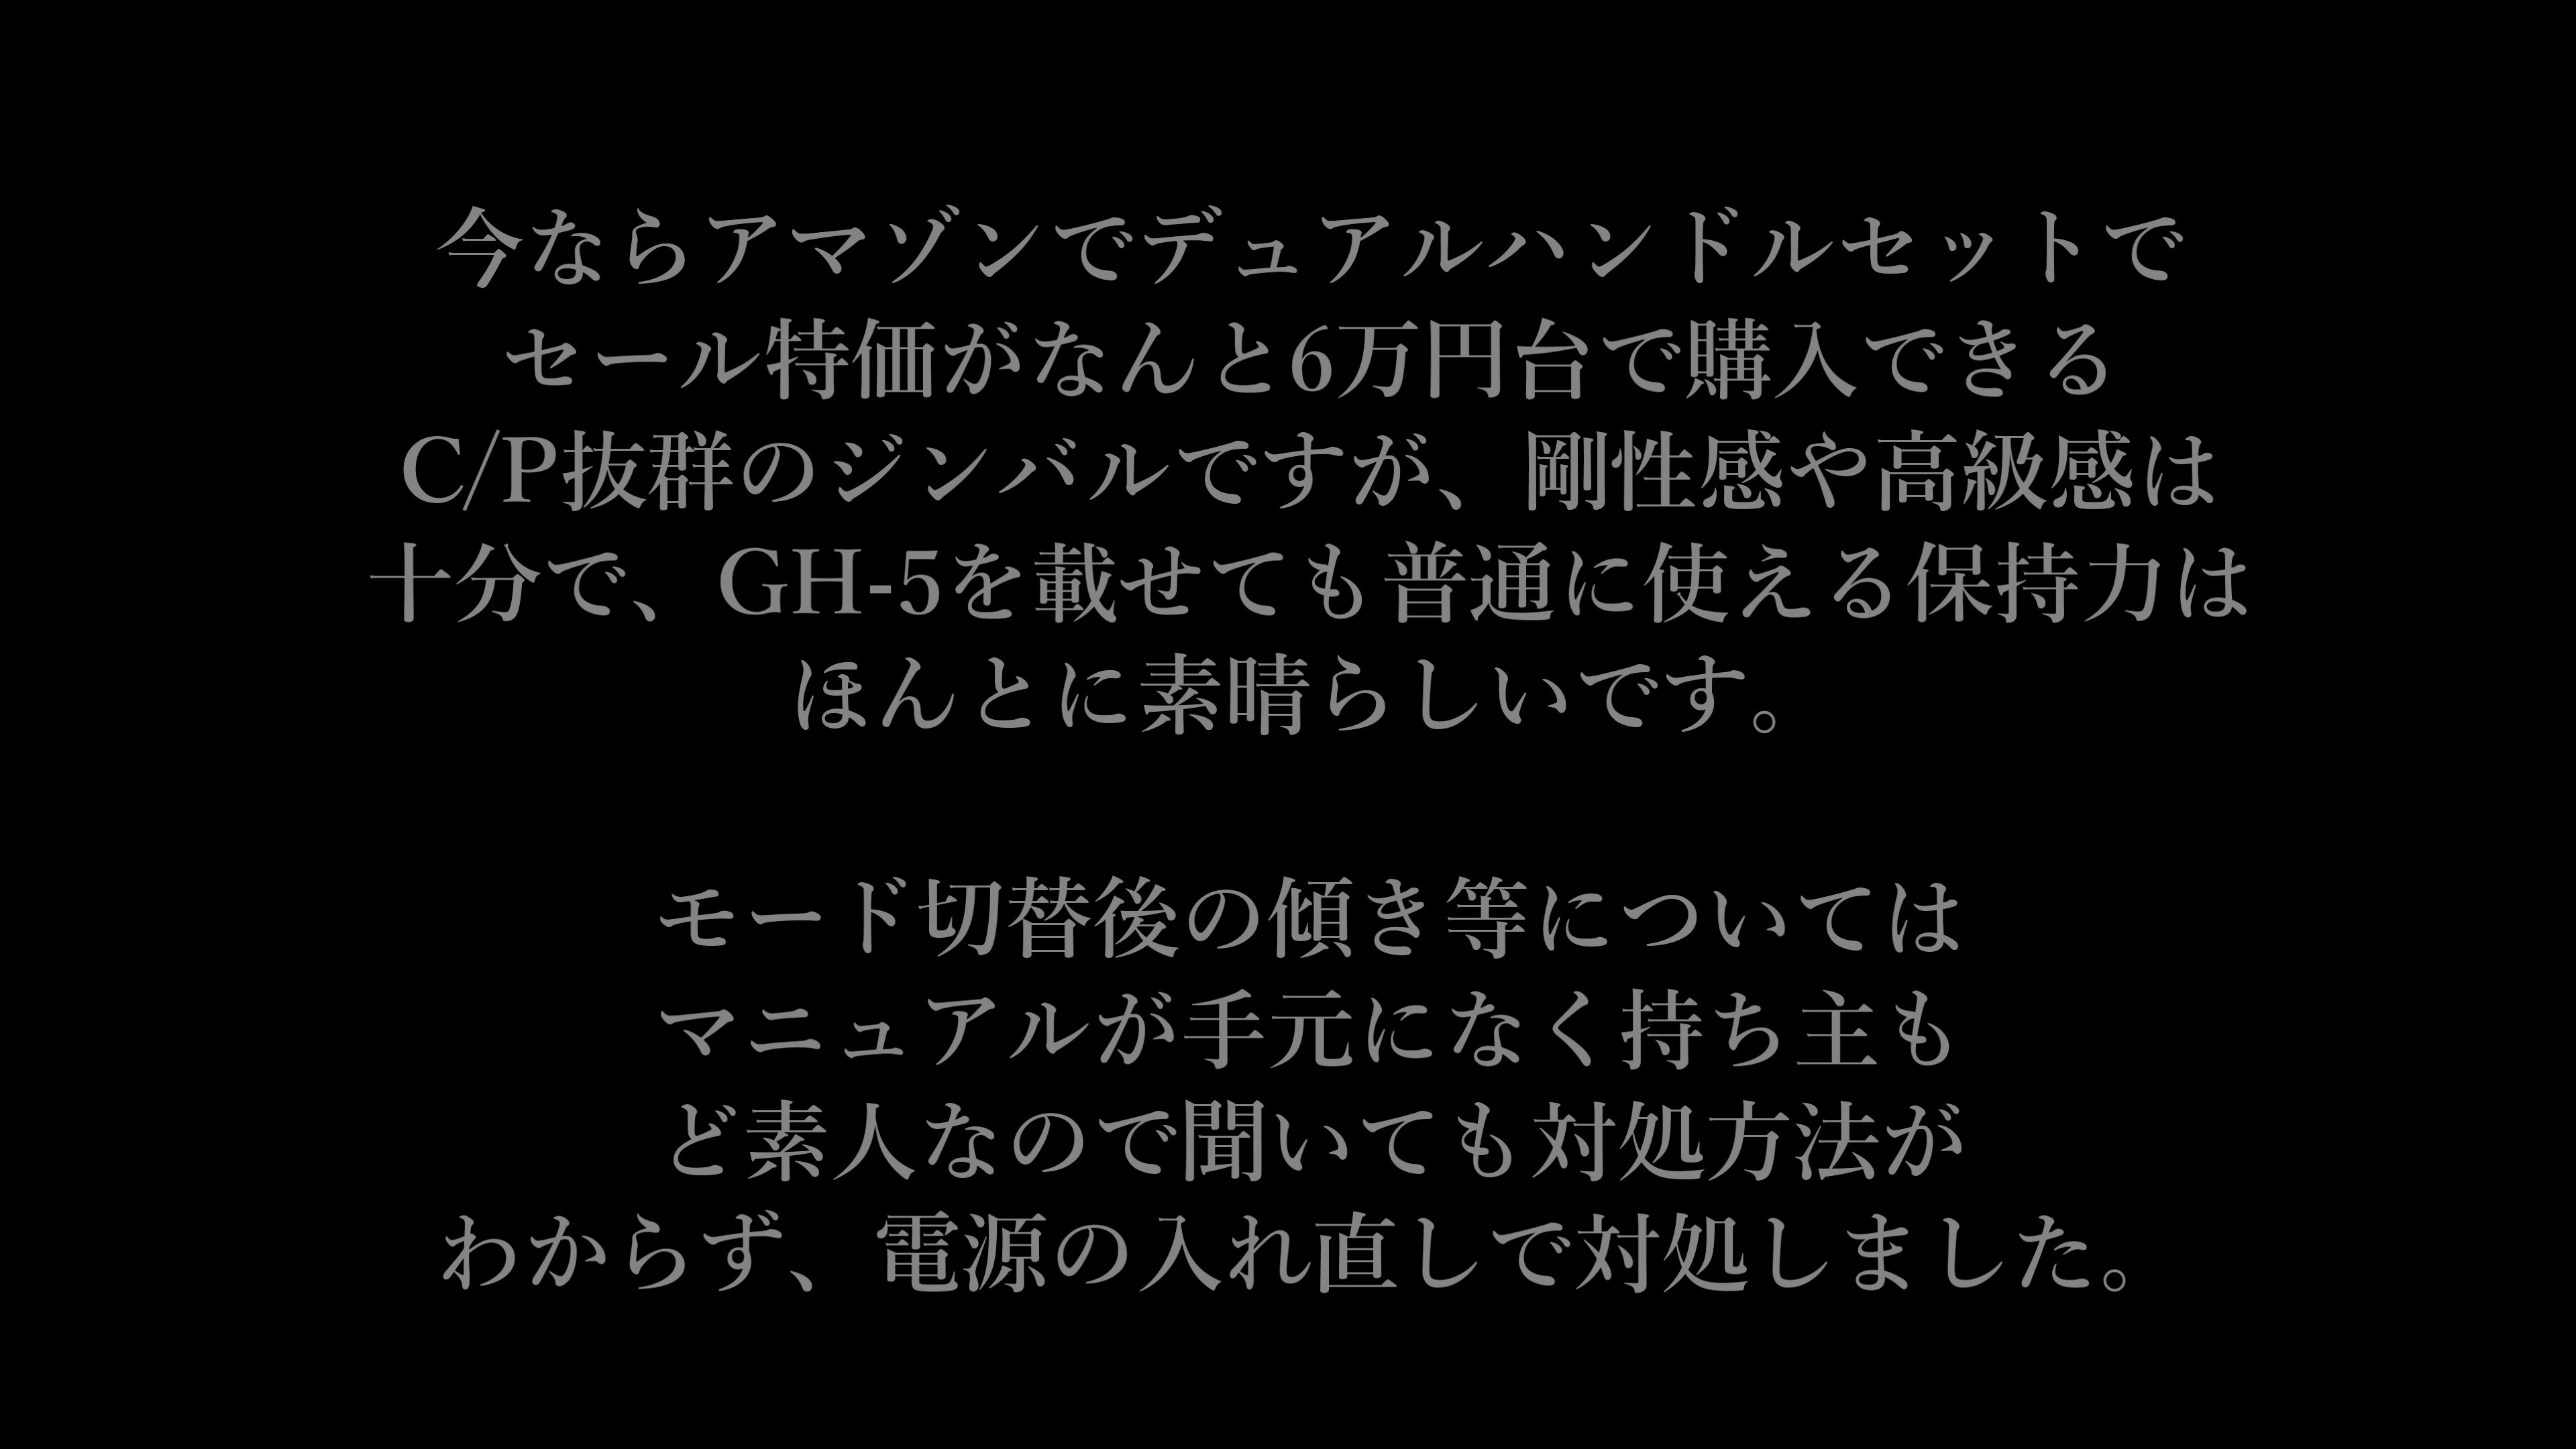 今ならアマゾンでデュアルハンドルセットで
セール特価がなんと6万円台で購入できる
C/P抜群のジンバルですが、剛性感や高級感は
十分で、GH-5を載せても普通に使える保持力は
ほんとに素晴らしいです。
モード切替後の傾き等については
マニュアルが手元になく持ち主も
ど素人なので聞いても対処方法が
わからず、電源の入れ直しで対処しました。